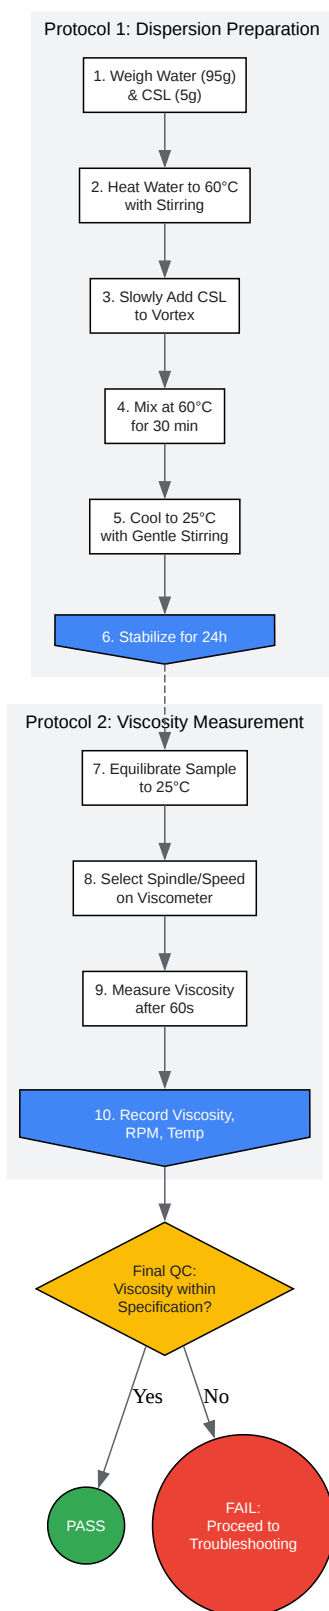 Protocol 1: Dispersion Preparation
1. Weigh Water (95g)
& CSL (5g)
2. Heat Water to 60°C
with Stirring
3. Slowly Add CSL
to Vortex
4. Mix at 60°C
for 30 min
5. Cool to 25°C
with Gentle Stirring
6. Stabilize for 24h
Protocol 2: Viscosity Measurement
7. Equilibrate Sample
to 25°C
8. Select Spindle/Speed
on Viscometer
9. Measure Viscosity
after 60s
10. Record Viscosity,
RPM, Temp
Final QC:
Viscosity within
Specification?
Yes
No
PASS
FAIL:
Proceed to
Troubleshooting